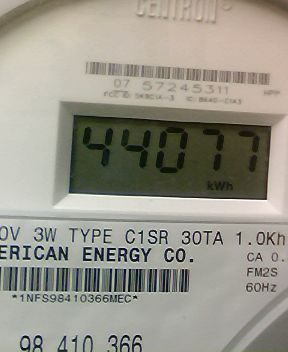 CENTRON®
07 57245311
44077
kWh
0V 3W TYPE C1SR 30TA 1.0Kh
ERICAN ENERGY CO.
CA 0.
FM2S
*1NFS98410366MEC*
60Hz
98 410 366